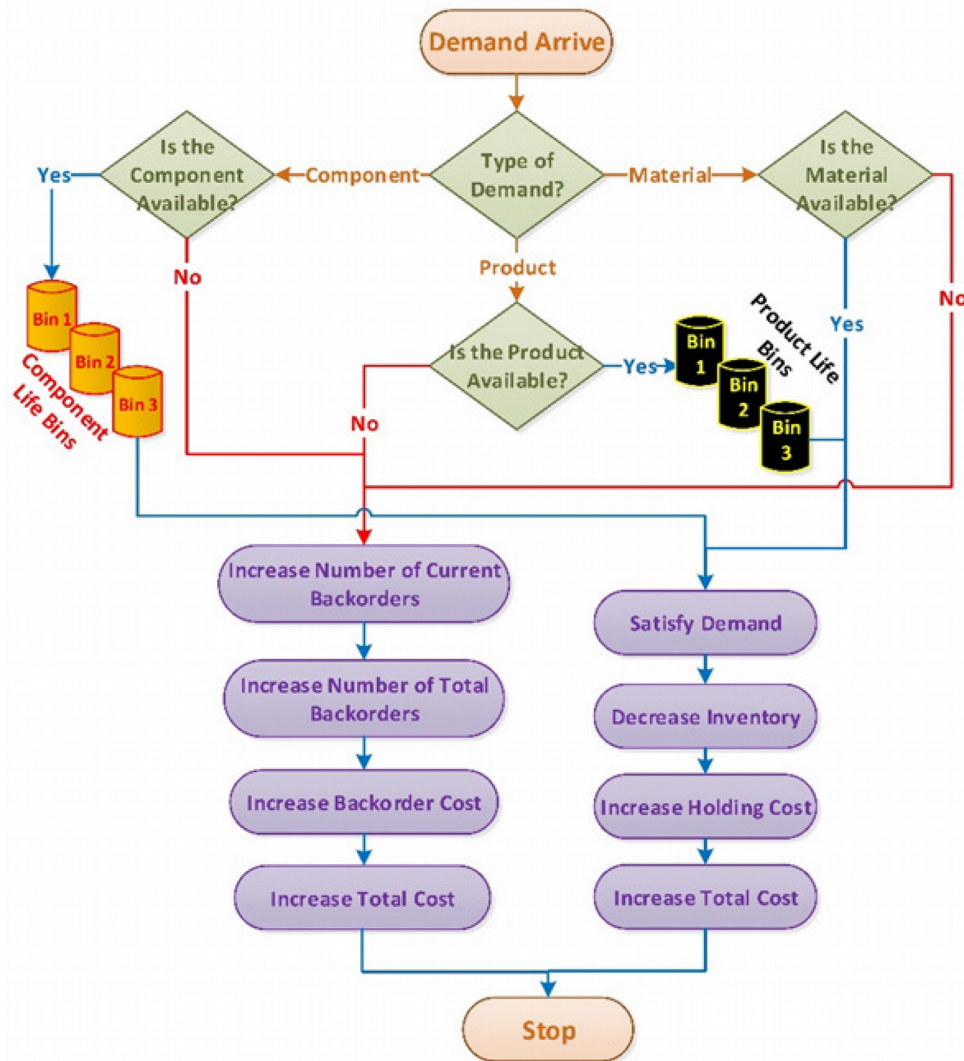 Demand Arrive
Is the
Component
Available?
Type of
Demand?
Is the
Material
Available?
Yes
Component
Material
No
Product
No
Bin 1
Bin 2
Bin 3
Component
Life Bins
Is the Product
Available?
Yes
Bin
1
Bin
2
Bin
3
Product Life
Bins
Yes
No
Increase Number of Current
Backorders
Increase Number of Total
Backorders
Increase Backorder Cost
Increase Total Cost
Satisfy Demand
Decrease Inventory
Increase Holding Cost
Increase Total Cost
Stop